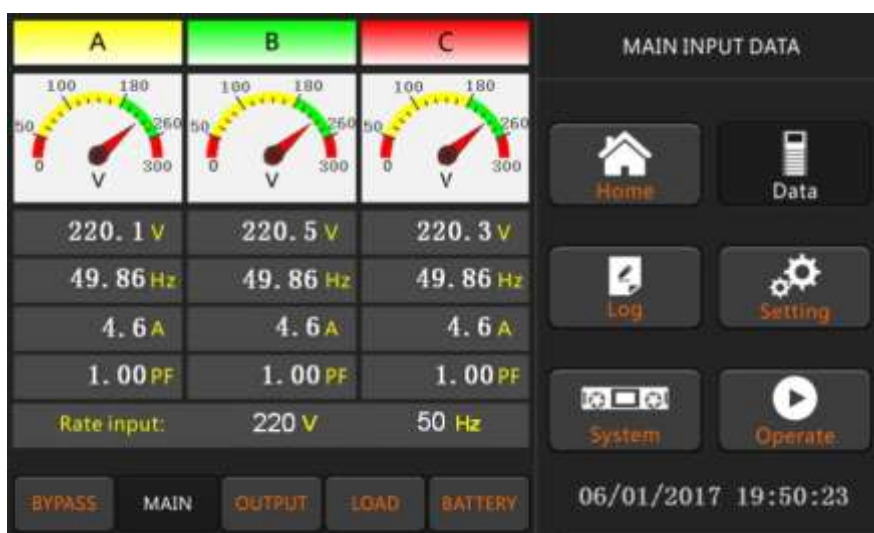 A B C
100 180 100 180 100 180
50 260 50 260 50 260
0 300 0 300 0 300
V V V
220.1 V 220.5 V 220.3 V
49.86 Hz 49.86 Hz 49.86 Hz
4.6 A 4.6 A 4.6 A
1.00 PF 1.00 PF 1.00 PF
Rate input: 220 V 50 Hz
BYPASS MAIN OUTPUT LOAD BATTERY
MAIN INPUT DATA
Home Data
Log Setting
System Operate
06/01/2017 19:50:23